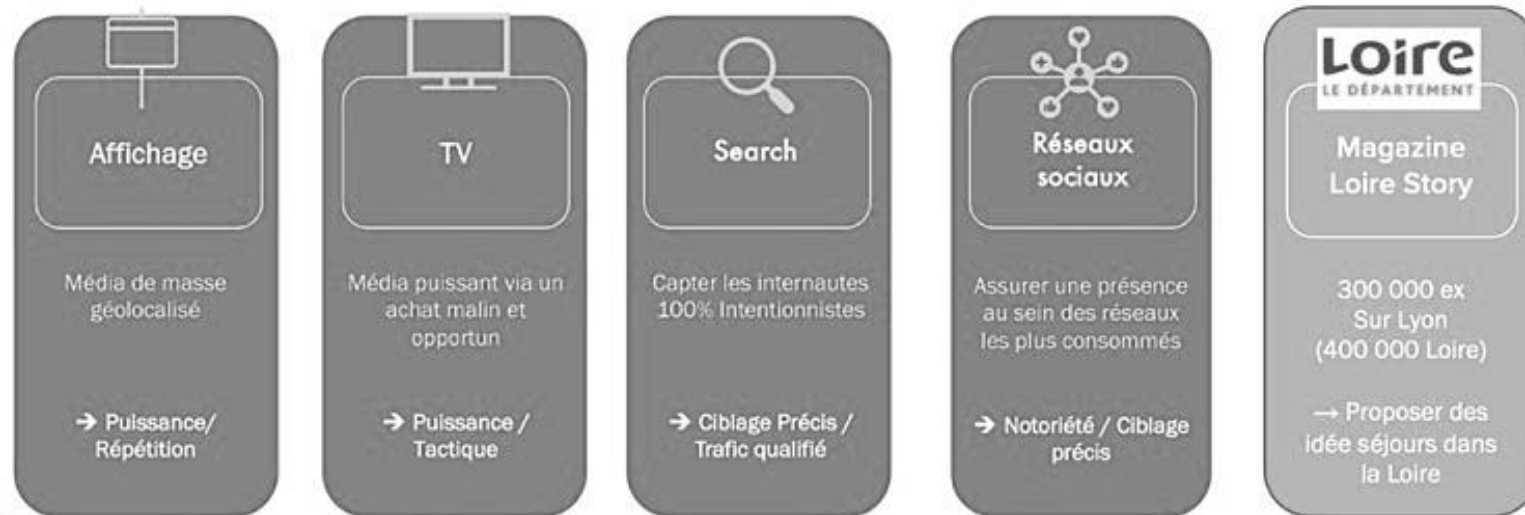 Affichage
Média de masse
géolocalisé
→ Puissance/
Répétition
TV
Média puissant via un
achat malin et
opportun
→ Puissance /
Tactique
Search
Capter les internautes
100% Intentionnistes
→ Ciblage Précis /
Trafic qualifié
Réseaux
sociaux
Assurer une présence
au sein des réseaux
les plus consommés
→ Notoriété / Ciblage
précis
Loire
LE DÉPARTEMENT
Magazine
Loire Story
300 000 ex
Sur Lyon
(400 000 Loire)
→ Proposer des
idée séjours dans
la Loire